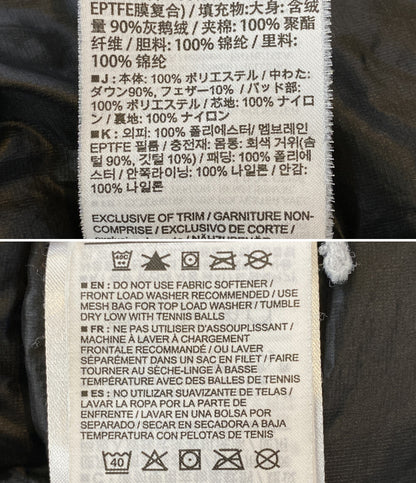 EPTFE膜复合) / 填充物:大身: 含绒
量 90%灰鹅绒 / 夹棉: 100% 聚酯
纤维 / 胆料: 100% 锦纶 / 里料:
100% 锦纶
■ J : 本体: 100% ポリエステル / 中わた:
ダウン90%, フェザー10% / パッド部:
100% ポリエステル / 芯地: 100% ナイロ
ン / 裏地: 100% ナイロン
■ K : 외피: 100% 폴리에스터/ 멤브레인
EPTFE 필름 / 충전재: 몸통: 회색 거위(솜
털 90%, 깃털 10%) / 패딩: 100% 폴리에
스터/ 안쪽라이닝: 100% 나일론 / 안감:
100% 나일론
EXCLUSIVE OF TRIM / GARNITURE NON-
COMPRISE / EXCLUSIVO DE CORTE /
■ EN : DO NOT USE FABRIC SOFTENER /
FRONT LOAD WASHER RECOMMENDED / USE
MESH BAG FOR TOP LOAD WASHER / TUMBLE
DRY LOW WITH TENNIS BALLS
■ FR : NE PAS UTILISER D'ASSOUPLISSANT /
MACHINE À LAVER À CHARGEMENT
FRONTALE RECOMMANDÉ / OU LAVER
SÉPARÉMENT DANS UN SAC EN FILET / FAIRE
TOURNER AU SÈCHE-LINGE À BASSE
TEMPÉRATURE AVEC DES BALLES DE TENNIS
■ ES : NO UTILIZAR SUAVIZANTE DE TELAS /
LAVAR LA ROPA POR LA PARTE DE
ENFRENTE / LAVAR EN UNA BOLSA POR
SEPARADO / SECAR EN SECADORA A BAJA
TEMPERATURA CON PELOTAS DE TENIS
40